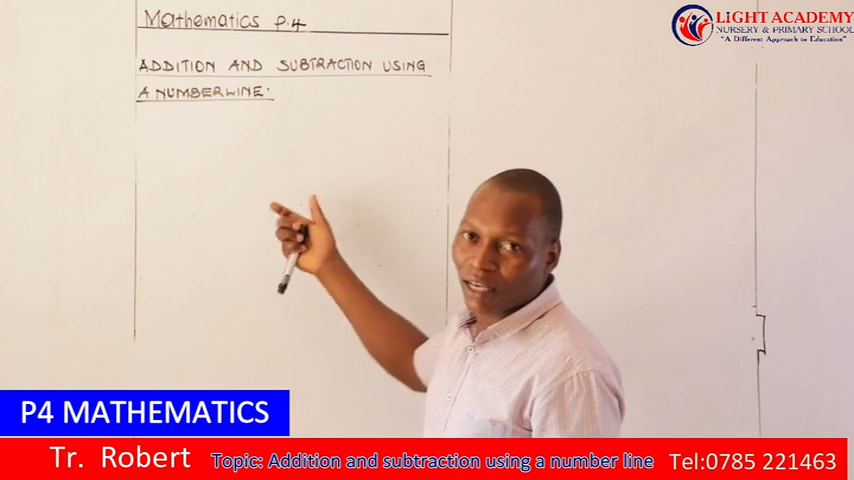 Mathematics P.4
ADDITION AND SUBTRACTION USING
A NUMBERLINE.
LIGHT ACADEMY
NURSERY & PRIMARY SCHOOL
"A Different Approach to Education"
P4 MATHEMATICS
Tr. Robert Topic: Addition and subtraction using a number line Tel:0785 221463